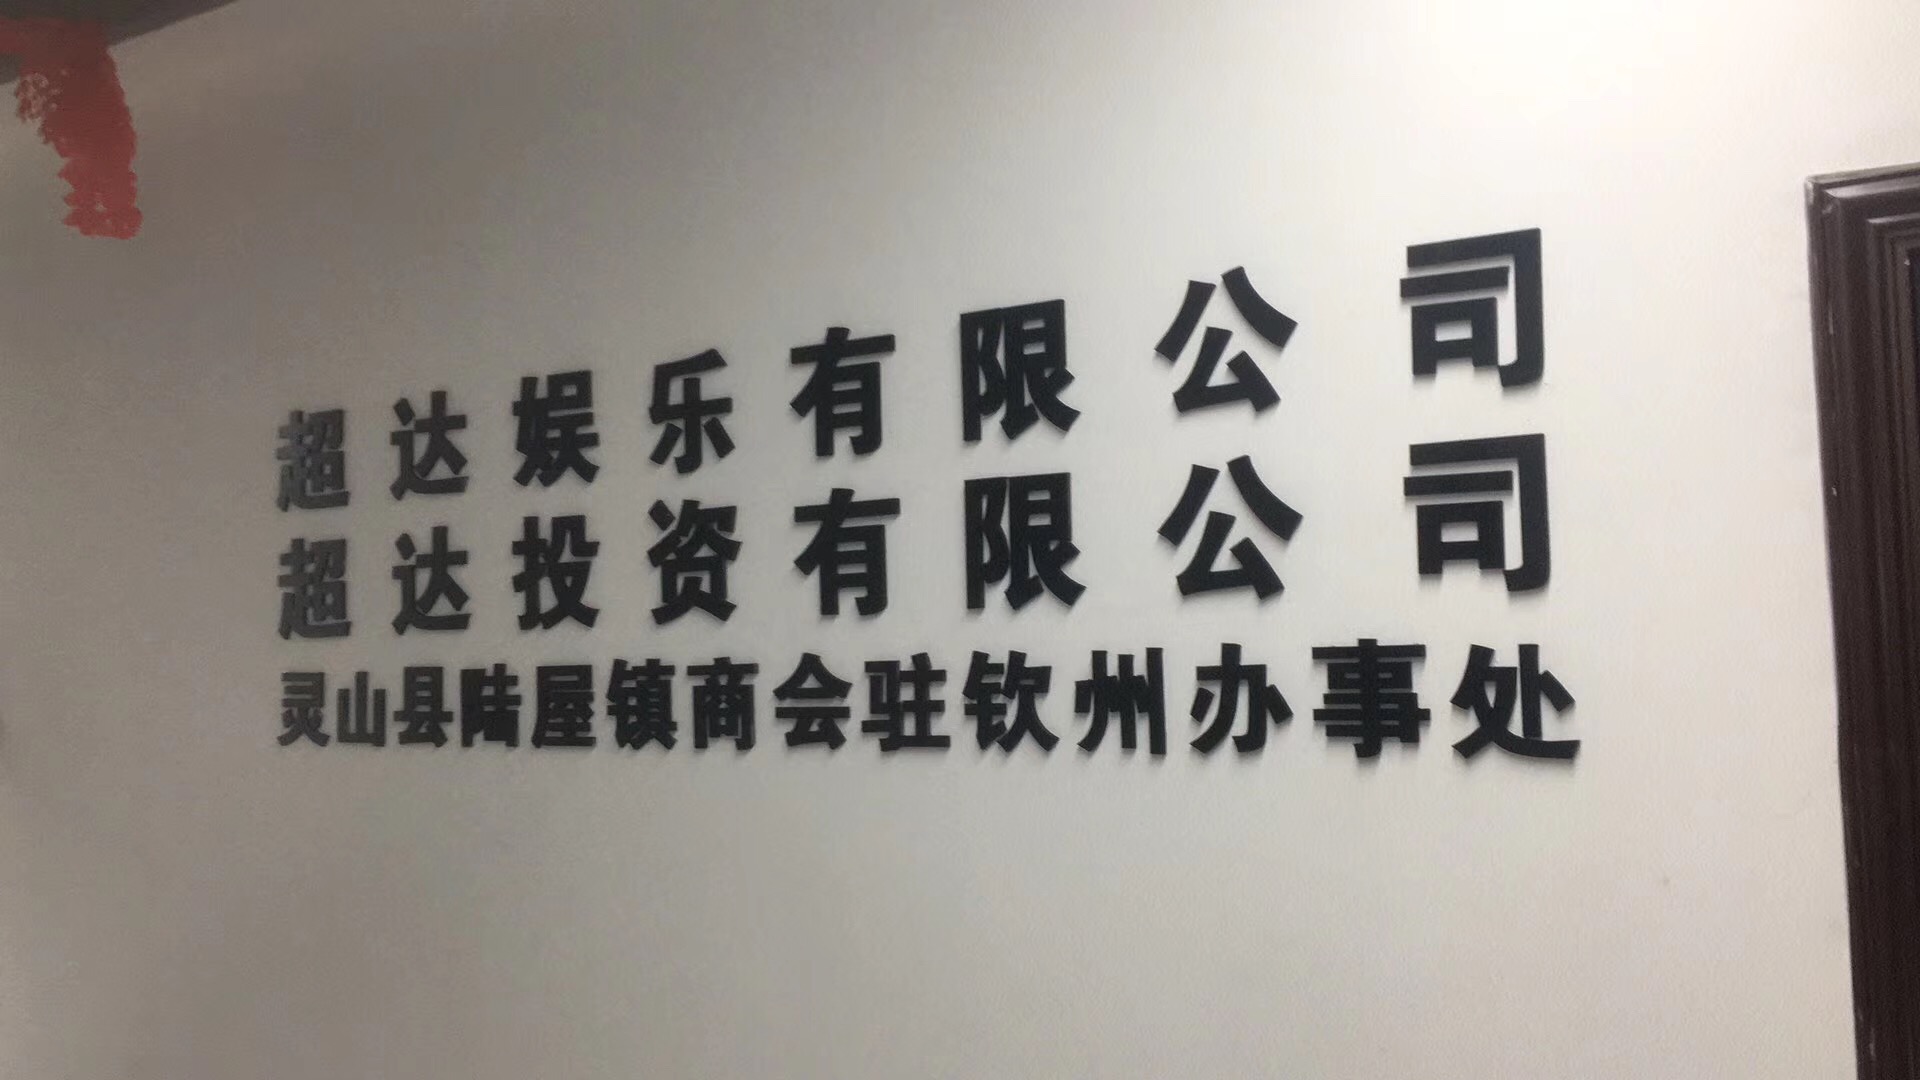 超达娱乐有限公司
超达投资有限公司
灵山县陆屋镇商会驻钦州办事处